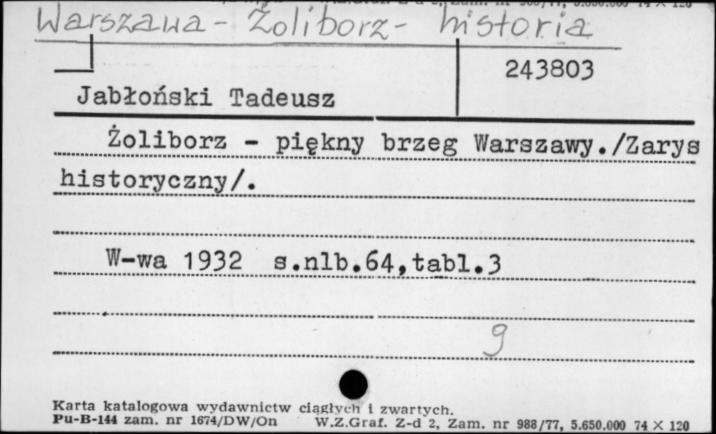 Warszawa - Żoliborz - historia
243803
Jabłoński Tadeusz
Żoliborz - piękny brzeg Warszawy./Zarys
historyczny/.
W-wa 1932 s.nlb.64,tabl.3
g
Karta katalogowa wydawnictw ciągłych i zwartych.
Pu-B-144 zam. nr 1674/DW/On W.Z.Graf. Z-d 2, Zam. nr 988/77, 5.650.000 74 X 120